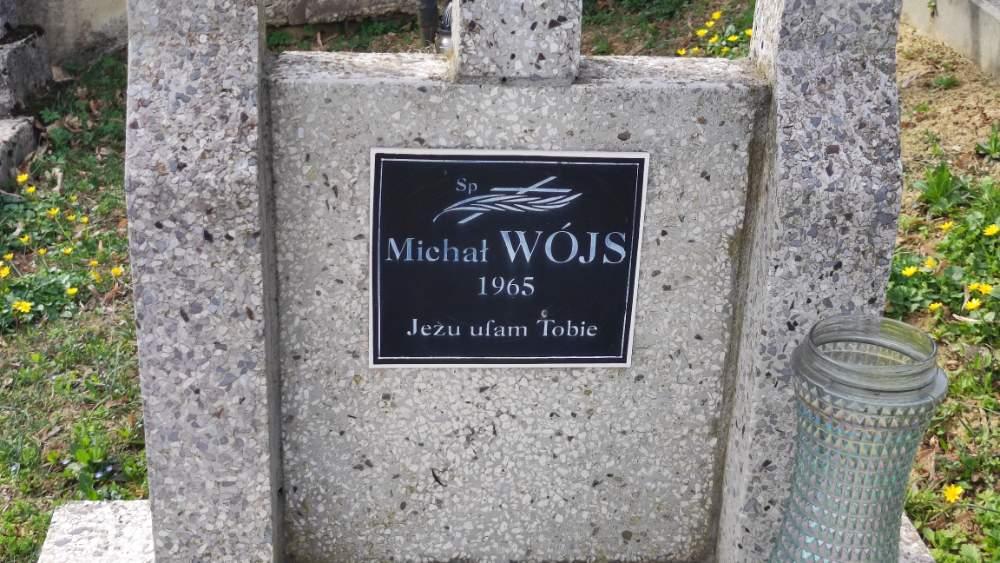 Sp
Michał WÓJS
1965
Jezu ufam Tobie